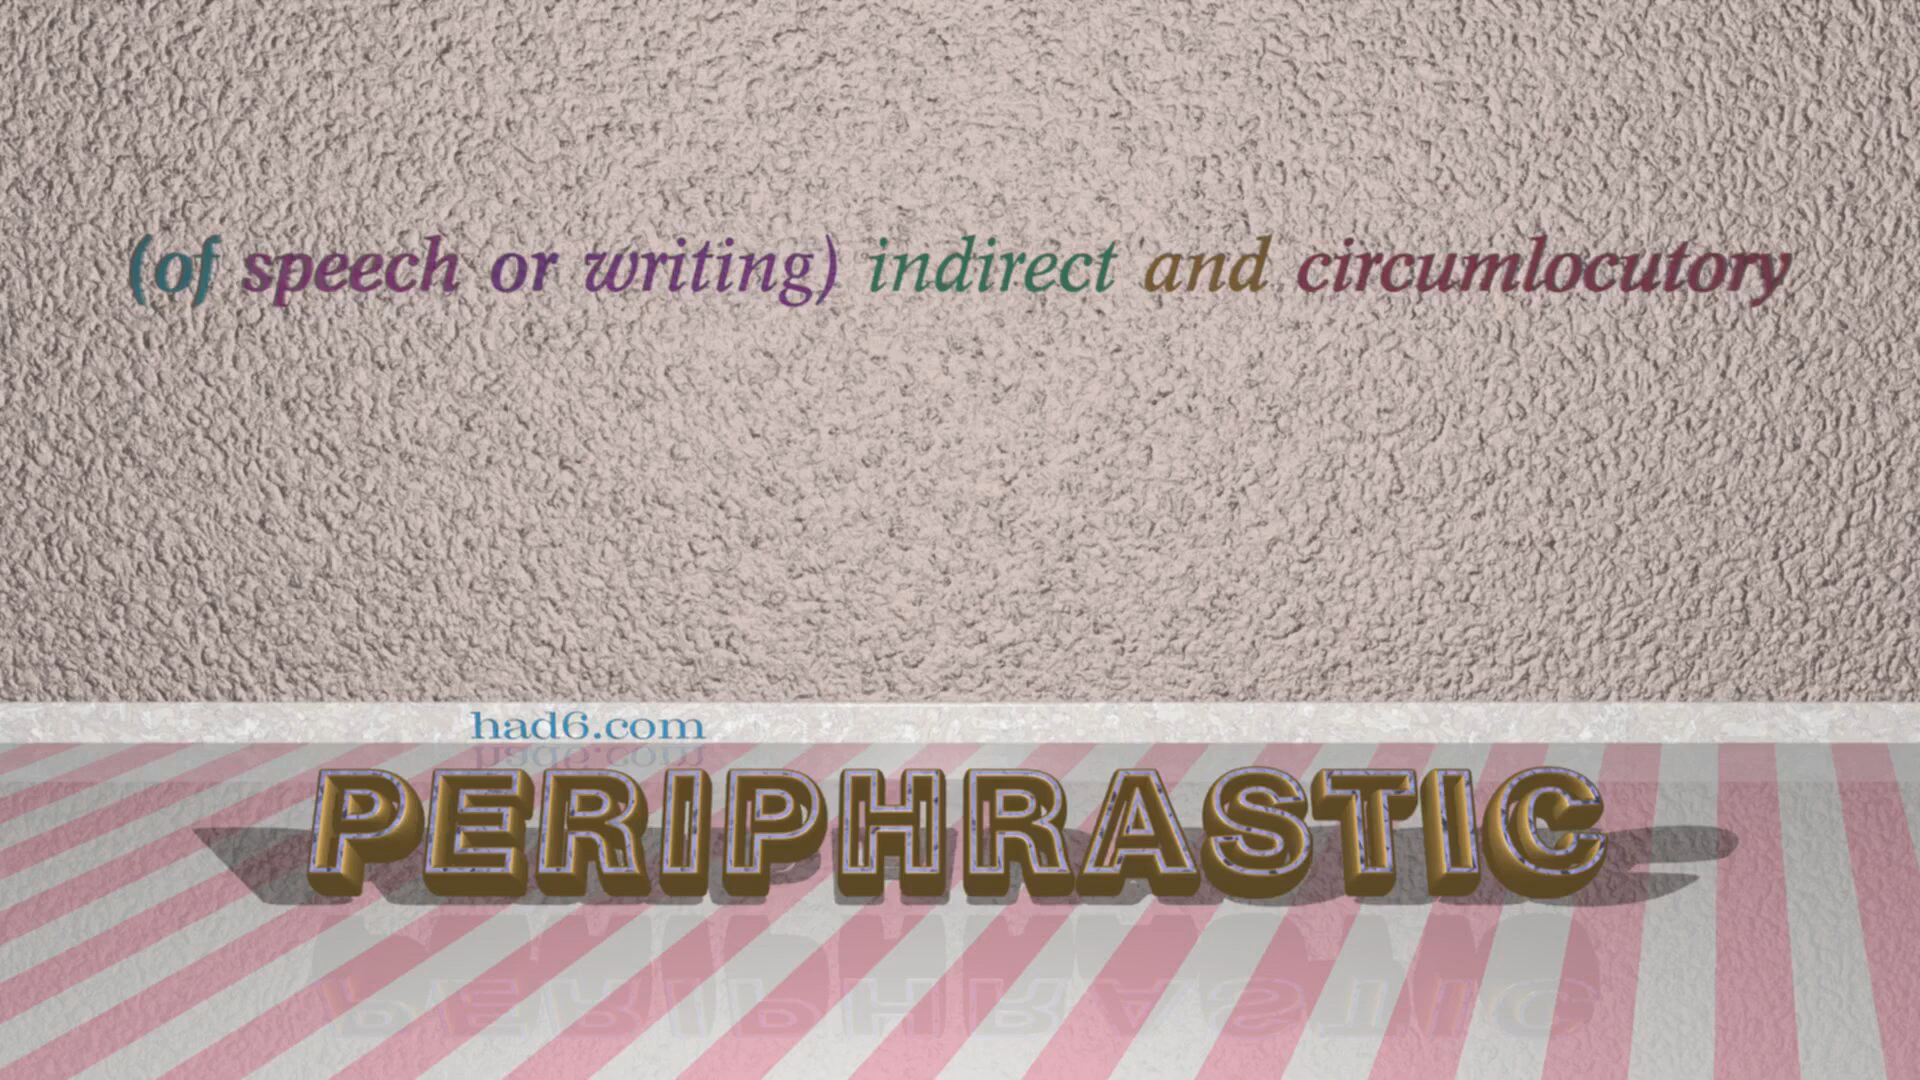 (of speech or writing) indirect and circumlocutory
had6.com
PERIPHRASTIC